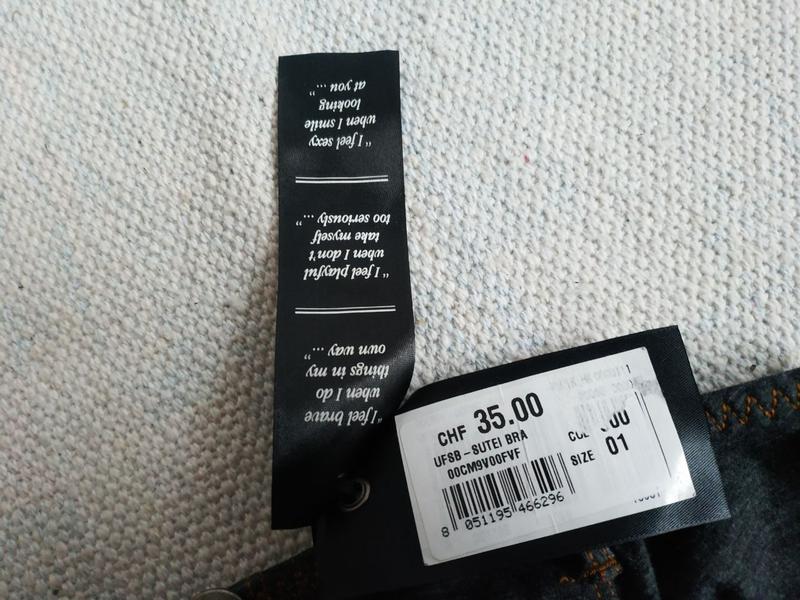 "I feel brave
when I do
things in my
own way ..."
"I feel playful
when I don't
take myself
too seriously ..."
"I feel sexy
when I smile
looking
at you ..."
CHF 35.00
UFSB-SUTEI BRA
00CM9V00FVF
SIZE 01
8 051195 466296